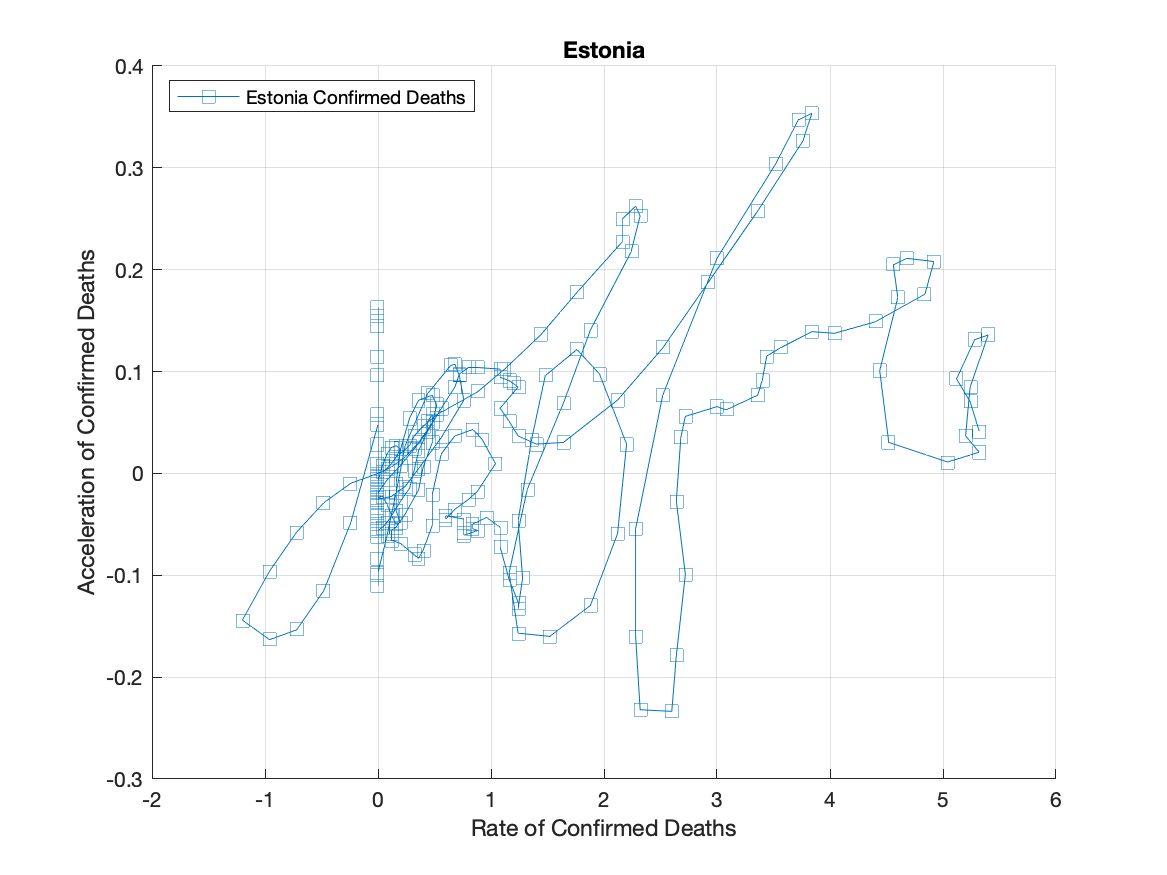 Estonia
Estonia Confirmed Deaths
0.4
0.3
0.2
0.1
0
-0.1
-0.2
-0.3
Acceleration of Confirmed Deaths
-2 -1 0 1 2 3 4 5 6
Rate of Confirmed Deaths